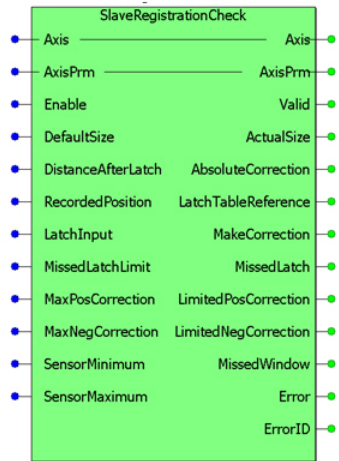 SlaveRegistrationCheck
Axis Axis
AxisPrm AxisPrm
Enable Valid
DefaultSize ActualSize
DistanceAfterLatch AbsoluteCorrection
RecordedPosition LatchTableReference
LatchInput MakeCorrection
MissedLatchLimit MissedLatch
MaxPosCorrection LimitedPosCorrection
MaxNegCorrection LimitedNegCorrection
SensorMinimum MissedWindow
SensorMaximum Error
ErrorID